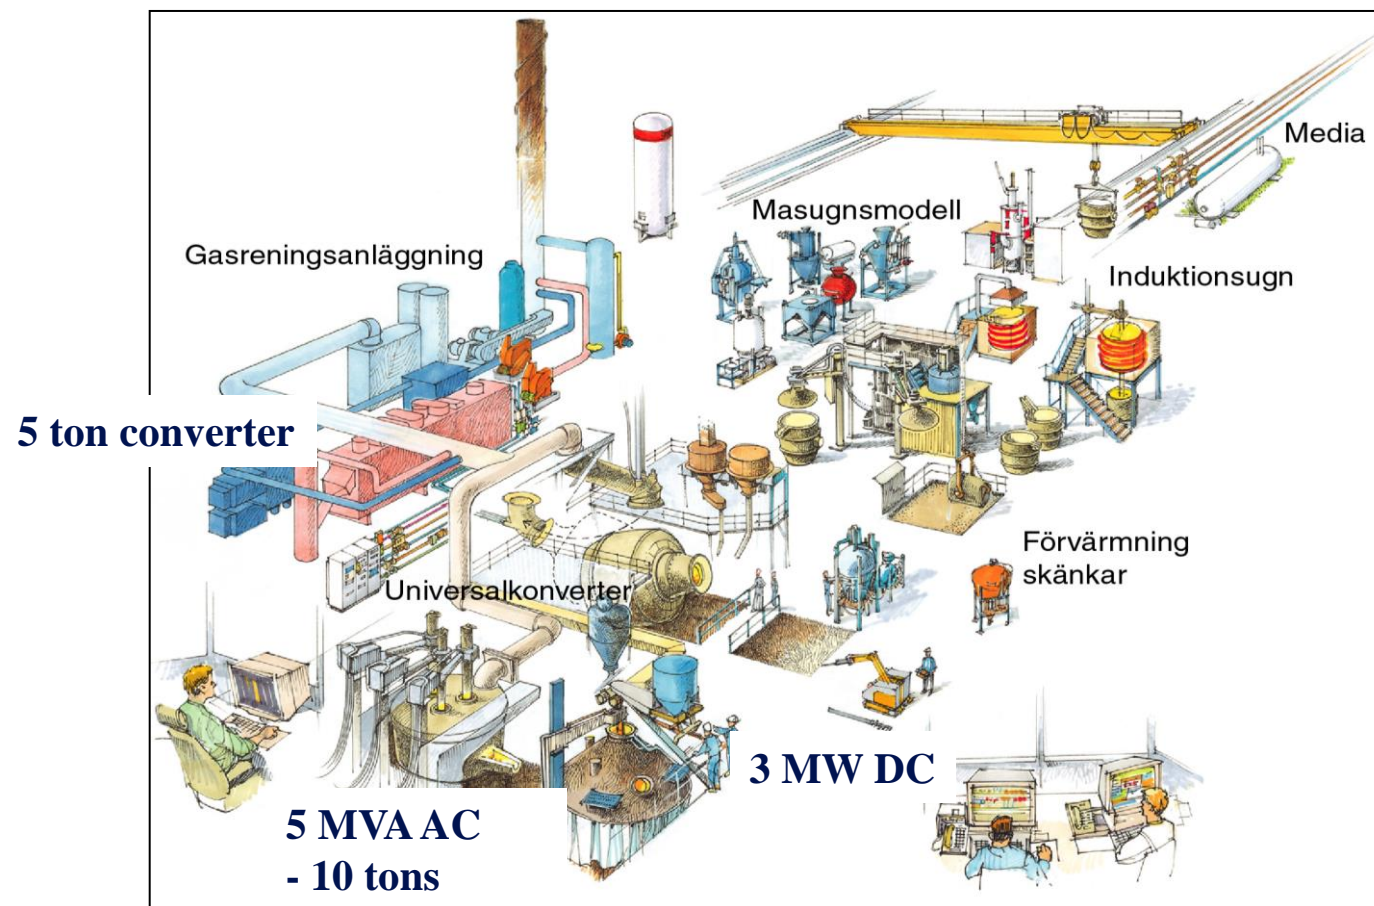 Media
Masugnsmodell
Gasreningsanläggning
Induktionsugn
5 ton converter
Förvärmning
skänkar
Universalkonverter
3 MW DC
5 MVA AC
- 10 tons